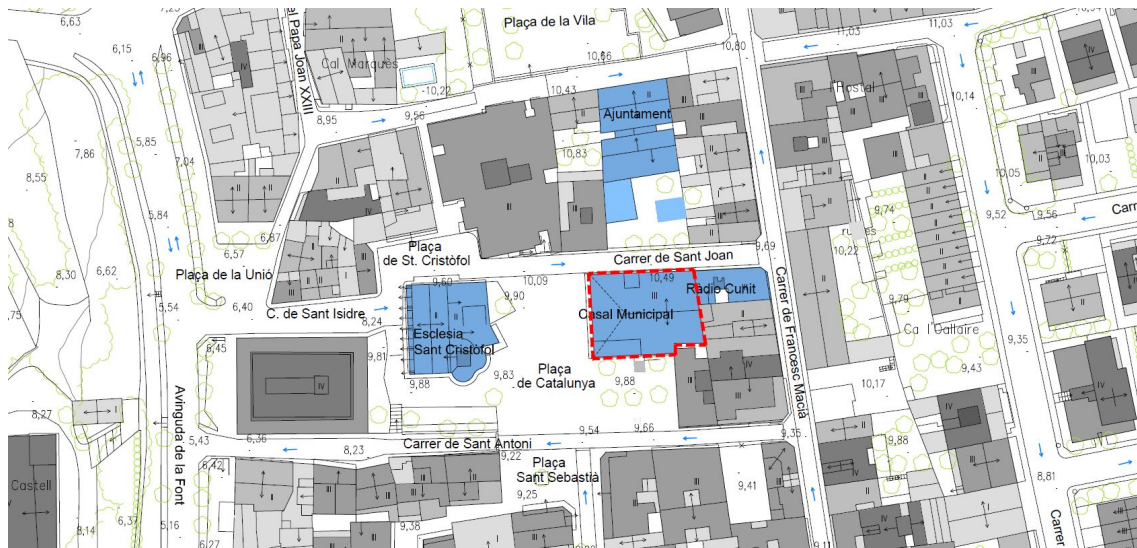 Plaça de la Vila
el Papa Joan XXIII
Cal Marquès
Ajuntament
l'Hostal
Plaça
de St. Cristòfol
Carrer de Sant Joan
Plaça de la Unió
C. de Sant Isidre
Ràdio Cunit
Casal Municipal
Esclesia
Sant Cristòfol
Plaça
de Catalunya
Carrer de Francesc Macià
Ca l'Oallaire
Avinguda de la Font
Carrer de Sant Antoni
Plaça
Sant Sebastià
Castell
Carrer
6,63
6,15
6,96
7,86
5,85
8,55
7,04
5,84
6,87
6,57
8,30
6,62
5,54
6,40
8,24
8,95
9,56
10,22
10,43
10,66
10,80
11,03
11,03
10,83
10,14
10,05
10,03
9,52
9,56
9,72
9,74
10,22
9,79
9,69
10,49
10,09
9,60
9,90
9,81
9,88
9,83
9,88
9,35
9,43
10,17
8,45
8,27
5,43
6,36
8,23
9,54
9,66
9,35
9,22
9,25
9,38
9,41
9,88
8,81
6,42
5,16
6,27
6,37
8,14